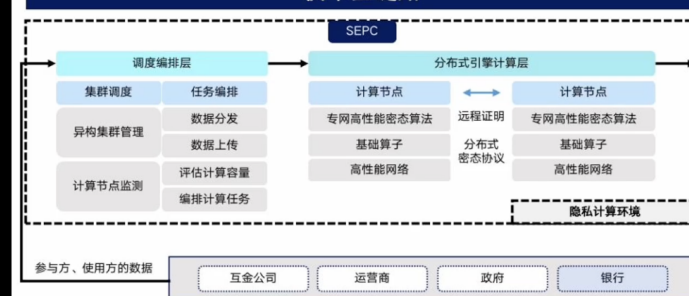 SEPC
调度编排层
分布式引擎计算层
集群调度
任务编排
异构集群管理
数据分发
数据上传
计算节点监测
评估计算容量
编排计算任务
计算节点
专网高性能密态算法
基础算子
高性能网络
远程证明
分布式
密态协议
计算节点
专网高性能密态算法
基础算子
高性能网络
隐私计算环境
参与方、使用方的数据
互金公司
运营商
政府
银行